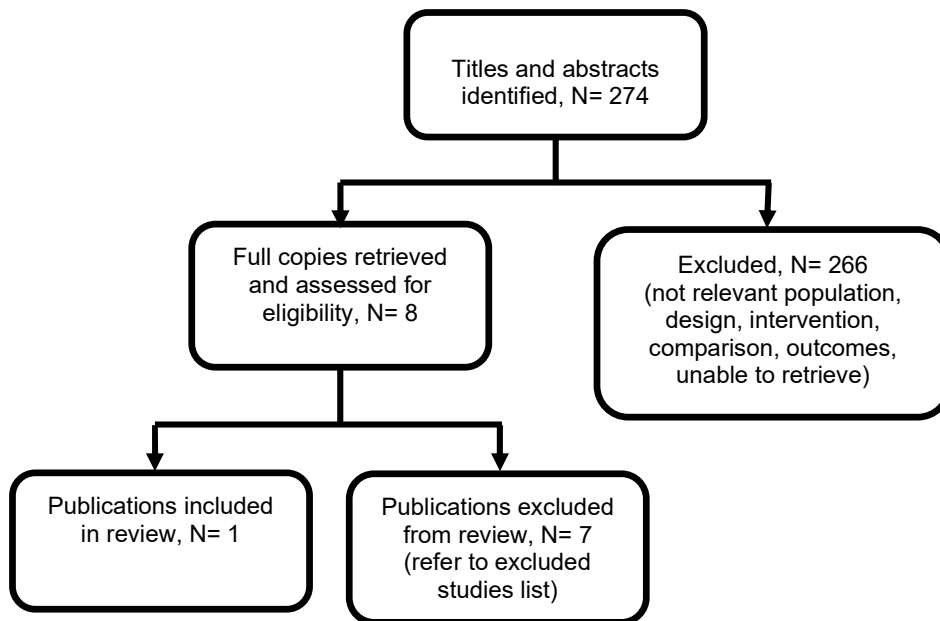 Titles and abstracts
identified, N= 274
Full copies retrieved
and assessed for
eligibility, N= 8
Excluded, N= 266
(not relevant population,
design, intervention,
comparison, outcomes,
unable to retrieve)
Publications included
in review, N= 1
Publications excluded
from review, N= 7
(refer to excluded
studies list)